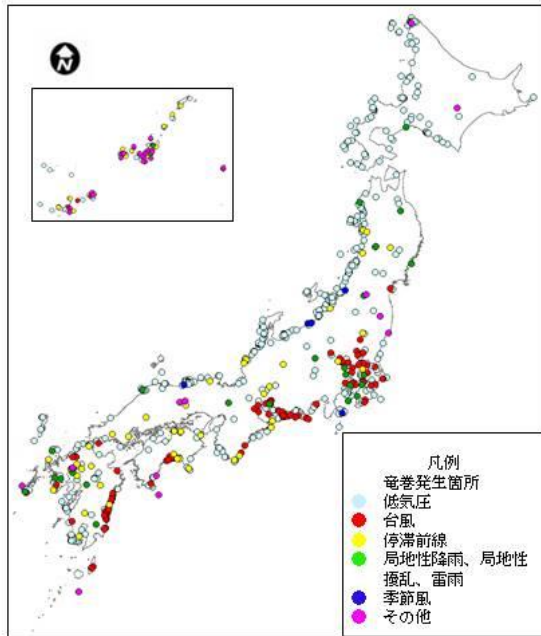 N
凡例
竜巻発生箇所
低気圧
台風
停滞前線
局地性降雨、局地性
擾乱、雷雨
季節風
その他